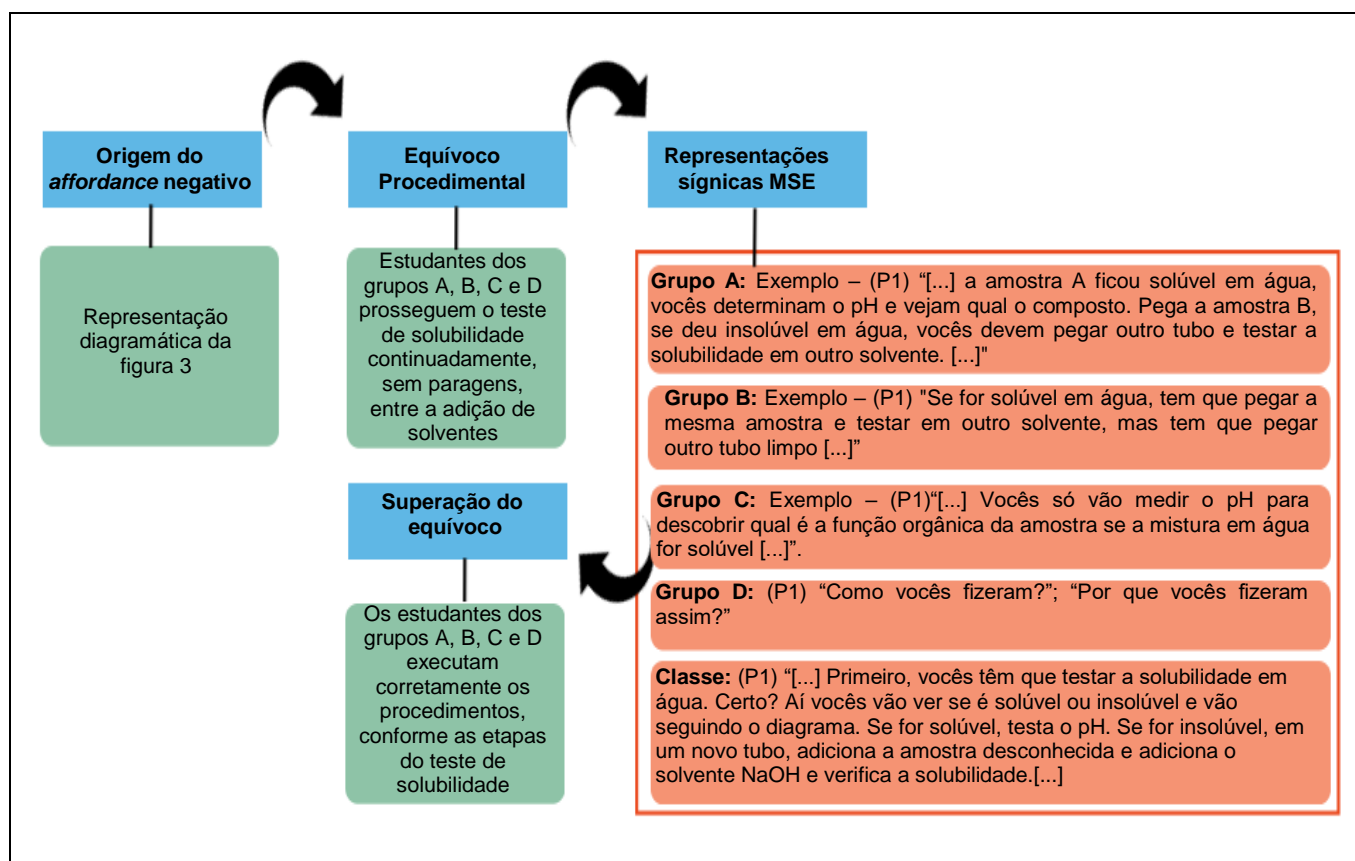 Origem do
affordance negativo
Equívoco
Procedimental
Representações
sígnicas MSE
Representação
diagramática da
figura 3
Estudantes dos
grupos A, B, C e D
prosseguem o teste
de solubilidade
continuadamente,
sem paragens,
entre a adição de
solventes
Grupo A: Exemplo – (P1) “[...] a amostra A ficou solúvel em água,
vocês determinam o pH e vejam qual o composto. Pega a amostra B,
se deu insolúvel em água, vocês devem pegar outro tubo e testar a
solubilidade em outro solvente. [...]"
Grupo B: Exemplo – (P1) "Se for solúvel em água, tem que pegar a
mesma amostra e testar em outro solvente, mas tem que pegar
outro tubo limpo [...]”
Grupo C: Exemplo – (P1)“[...] Vocês só vão medir o pH para
descobrir qual é a função orgânica da amostra se a mistura em água
for solúvel [...]”.
Grupo D: (P1) “Como vocês fizeram?”; “Por que vocês fizeram
assim?”
Classe: (P1) “[...] Primeiro, vocês têm que testar a solubilidade em
água. Certo? Aí vocês vão ver se é solúvel ou insolúvel e vão
seguindo o diagrama. Se for solúvel, testa o pH. Se for insolúvel, em
um novo tubo, adiciona a amostra desconhecida e adiciona o
solvente NaOH e verifica a solubilidade.[...]
Superação do
equívoco
Os estudantes dos
grupos A, B, C e D
executam
corretamente os
procedimentos,
conforme as etapas
do teste de
solubilidade